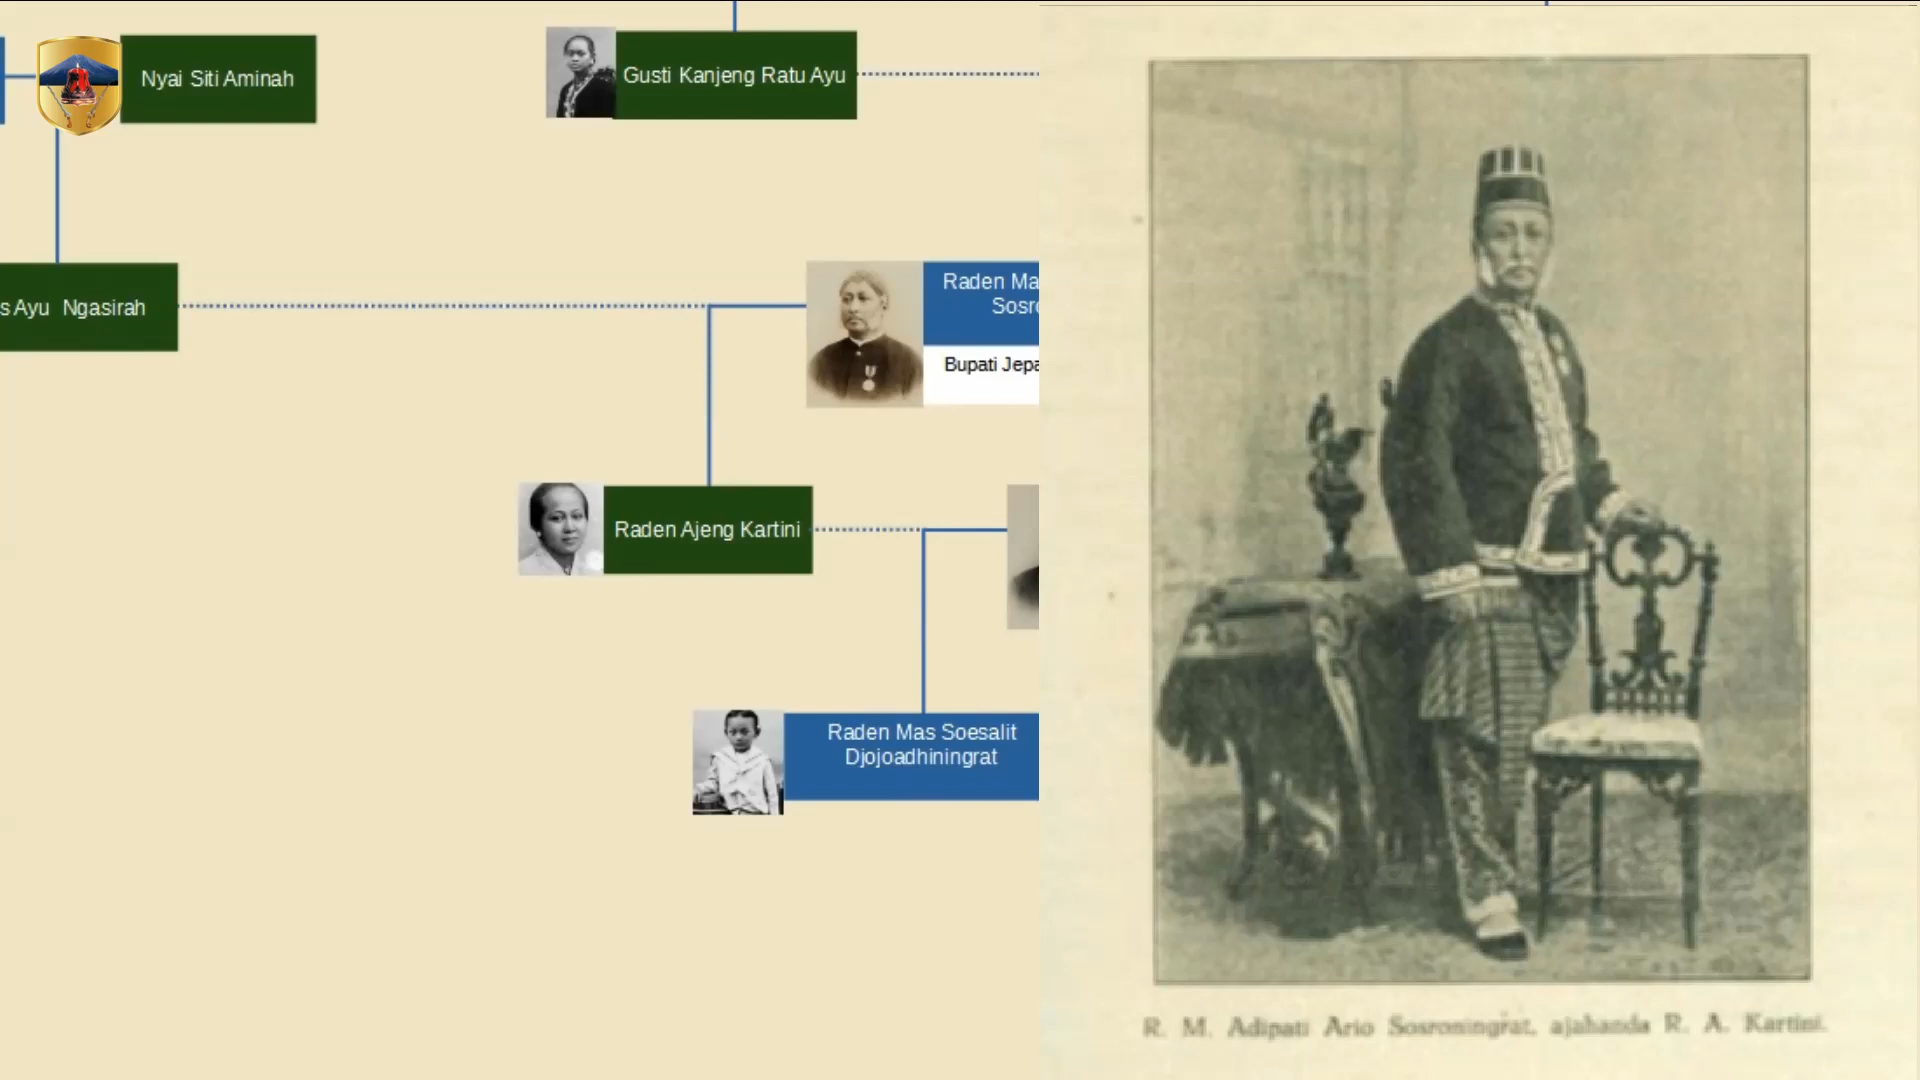 Nyai Siti Aminah
Gusti Kanjeng Ratu Ayu
s Ayu Ngasirah
Raden Ma
Sosr
Bupati Jepa
Raden Ajeng Kartini
Raden Mas Soesalit
Djojoadhiningrat
R. M. Adipati Ario Sosroningrat, ajahanda R. A. Kartini.